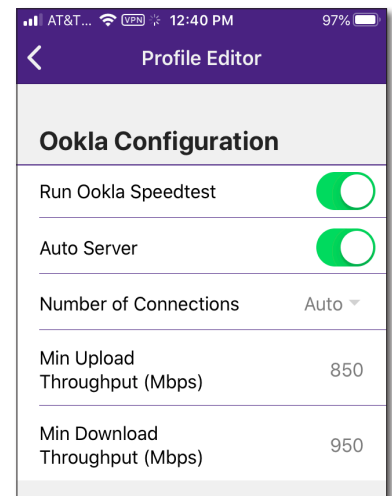 AT&T... VPN 12:40 PM 97%
Profile Editor
Ookla Configuration
Run Ookla Speedtest
Auto Server
Number of Connections Auto
Min Upload
Throughput (Mbps) 850
Min Download
Throughput (Mbps) 950